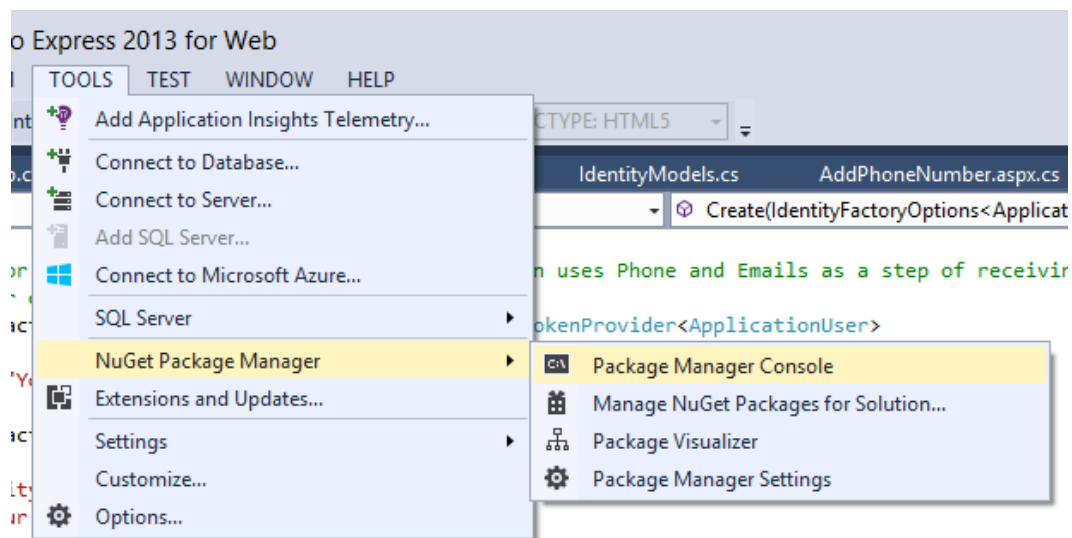 o Express 2013 for Web
TOOLS TEST WINDOW HELP
Add Application Insights Telemetry...
CTYPE: HTML5
Connect to Database...
IdentityModels.cs AddPhoneNumber.aspx.cs
Connect to Server...
Create(IdentityFactoryOptions<Applicat
Add SQL Server...
Connect to Microsoft Azure...
n uses Phone and Emails as a step of receivin
SQL Server
okenProvider<ApplicationUser>
NuGet Package Manager
Package Manager Console
Extensions and Updates...
Manage NuGet Packages for Solution...
Settings
Package Visualizer
Customize...
Package Manager Settings
Options...